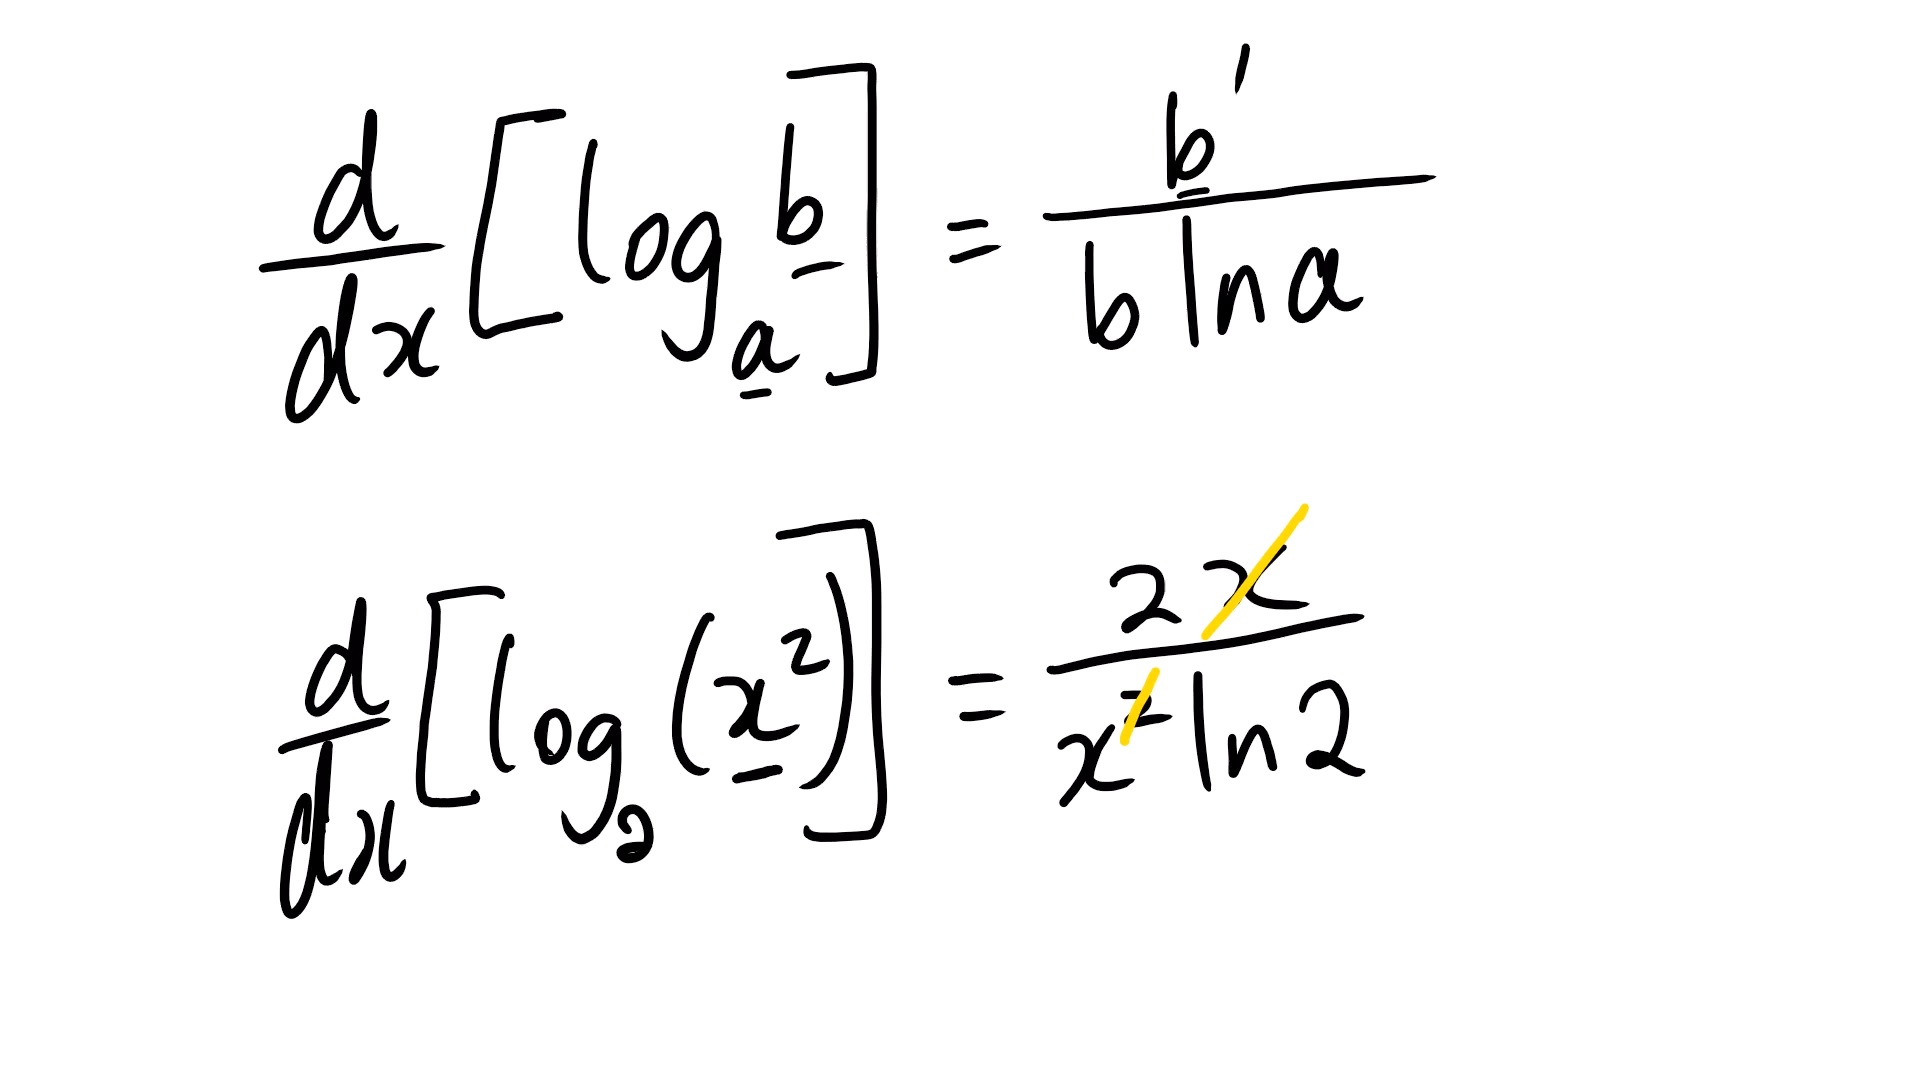 d/dx [log_a b] = b' / (b ln a)
d/dx [log_2 (x²)] = 2x / (x² ln 2)